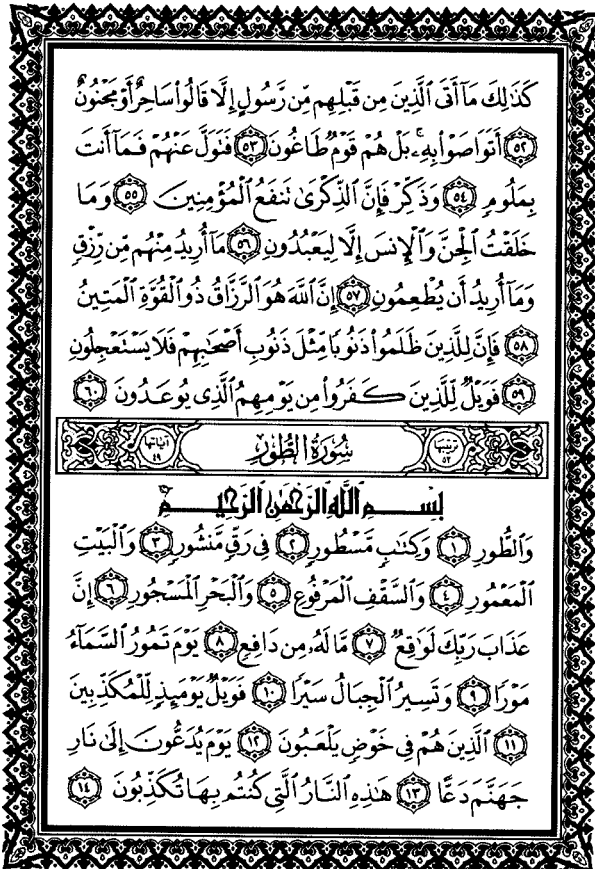 كَذَٰلِكَ مَآ أَتَى ٱلَّذِينَ مِن قَبْلِهِم مِّن رَّسُولٍ إِلَّا قَالُوا۟ سَاحِرٌ أَوْ مَجْنُونٌ
٥٢ أَتَوَاصَوْا۟ بِهِۦ ۚ بَلْ هُمْ قَوْمٌ طَاغُونَ ٥٣ فَتَوَلَّ عَنْهُمْ فَمَآ أَنتَ
بِمَلُومٍ ٥٤ وَذَكِّرْ فَإِنَّ ٱلذِّكْرَىٰ تَنفَعُ ٱلْمُؤْمِنِينَ ٥٥ وَمَا
خَلَقْتُ ٱلْجِنَّ وَٱلْإِنسَ إِلَّا لِيَعْبُدُونِ ٥٦ مَآ أُرِيدُ مِنْهُم مِّن رِّزْقٍ
وَمَآ أُرِيدُ أَن يُطْعِمُونِ ٥٧ إِنَّ ٱللَّهَ هُوَ ٱلرَّزَّاقُ ذُو ٱلْقُوَّةِ ٱلْمَتِينُ
٥٨ فَإِنَّ لِلَّذِينَ ظَلَمُوا۟ ذَنُوبًا مِّثْلَ ذَنُوبِ أَصْحَٰبِهِمْ فَلَا يَسْتَعْجِلُونِ
٥٩ فَوَيْلٌ لِّلَّذِينَ كَفَرُوا۟ مِن يَوْمِهِمُ ٱلَّذِى يُوعَدُونَ ٦٠
ترتيبها ٥٢ سُورَةُ الطُّورِ آياتها ٤٩
بِسْمِ ٱللَّهِ ٱلرَّحْمَٰنِ ٱلرَّحِيمِ
وَٱلطُّورِ ١ وَكِتَٰبٍ مَّسْطُورٍ ٢ فِى رَقٍّ مَّنشُورٍ ٣ وَٱلْبَيْتِ
ٱلْمَعْمُورِ ٤ وَٱلسَّقْفِ ٱلْمَرْفُوعِ ٥ وَٱلْبَحْرِ ٱلْمَسْجُورِ ٦ إِنَّ
عَذَابَ رَبِّكَ لَوَٰقِعٌ ٧ مَّا لَهُۥ مِن دَافِعٍ ٨ يَوْمَ تَمُورُ ٱلسَّمَآءُ
مَوْرًا ٩ وَتَسِيرُ ٱلْجِبَالُ سَيْرًا ١٠ فَوَيْلٌ يَوْمَئِذٍ لِّلْمُكَذِّبِينَ
١١ ٱلَّذِينَ هُمْ فِى خَوْضٍ يَلْعَبُونَ ١٢ يَوْمَ يُدَعُّونَ إِلَىٰ نَارِ
جَهَنَّمَ دَعًّا ١٣ هَٰذِهِ ٱلنَّارُ ٱلَّتِى كُنتُم بِهَا تُكَذِّبُونَ ١٤